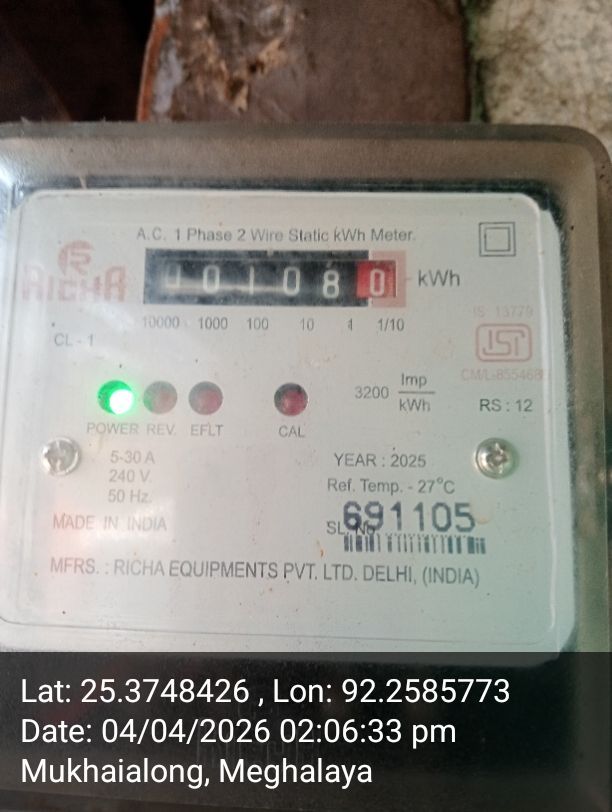 A.C. 1 Phase 2 Wire Static kWh Meter
RICHA
001080 kWh
10000 1000 100 10 1 1/10
IS: 13779
CL - 1
ISI
3200 Imp/kWh
RS : 12
POWER REV. EFLT CAL
5-30 A
240 V.
50 Hz.
YEAR : 2025
Ref. Temp. - 27°C
MADE IN INDIA
SL. No. 691105
MFRS. : RICHA EQUIPMENTS PVT. LTD. DELHI, (INDIA)
Lat: 25.3748426 , Lon: 92.2585773
Date: 04/04/2026 02:06:33 pm
Mukhaialong, Meghalaya